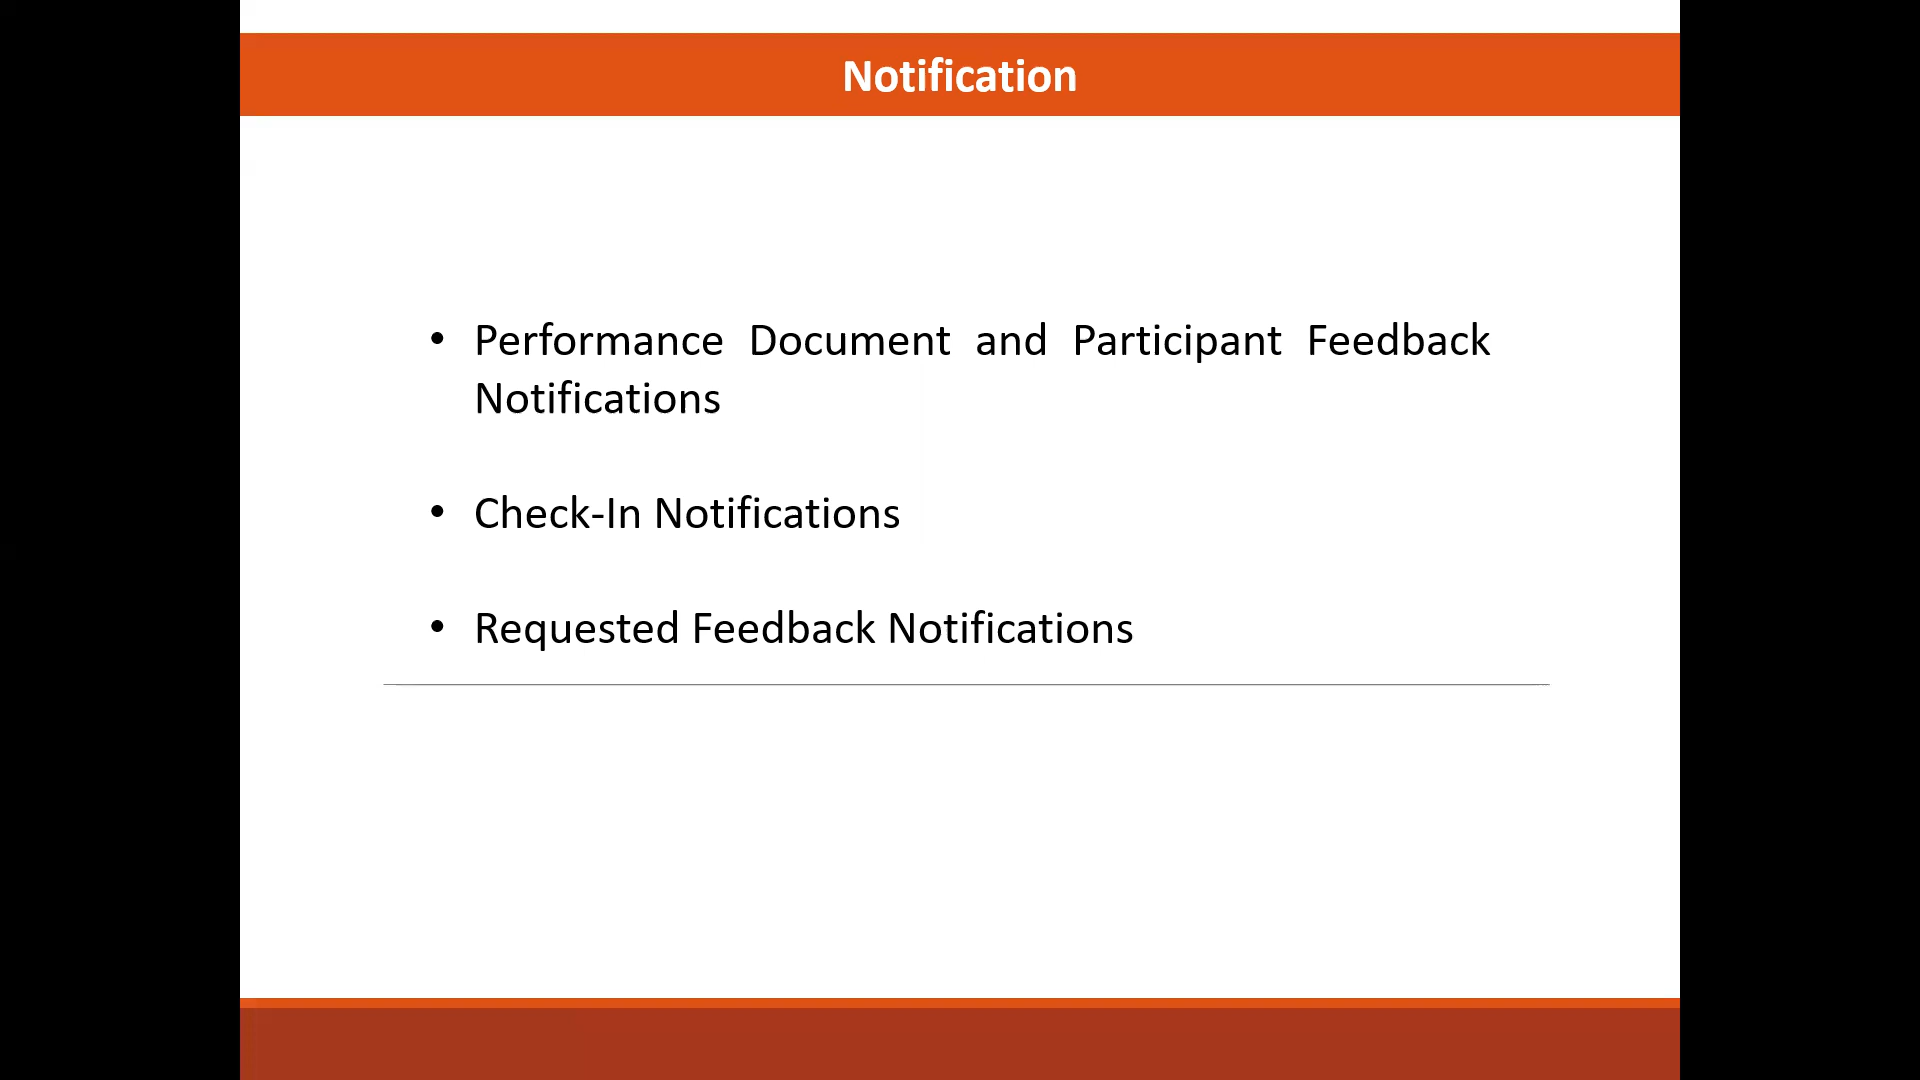 Notification
• Performance Document and Participant Feedback
Notifications
• Check-In Notifications
• Requested Feedback Notifications